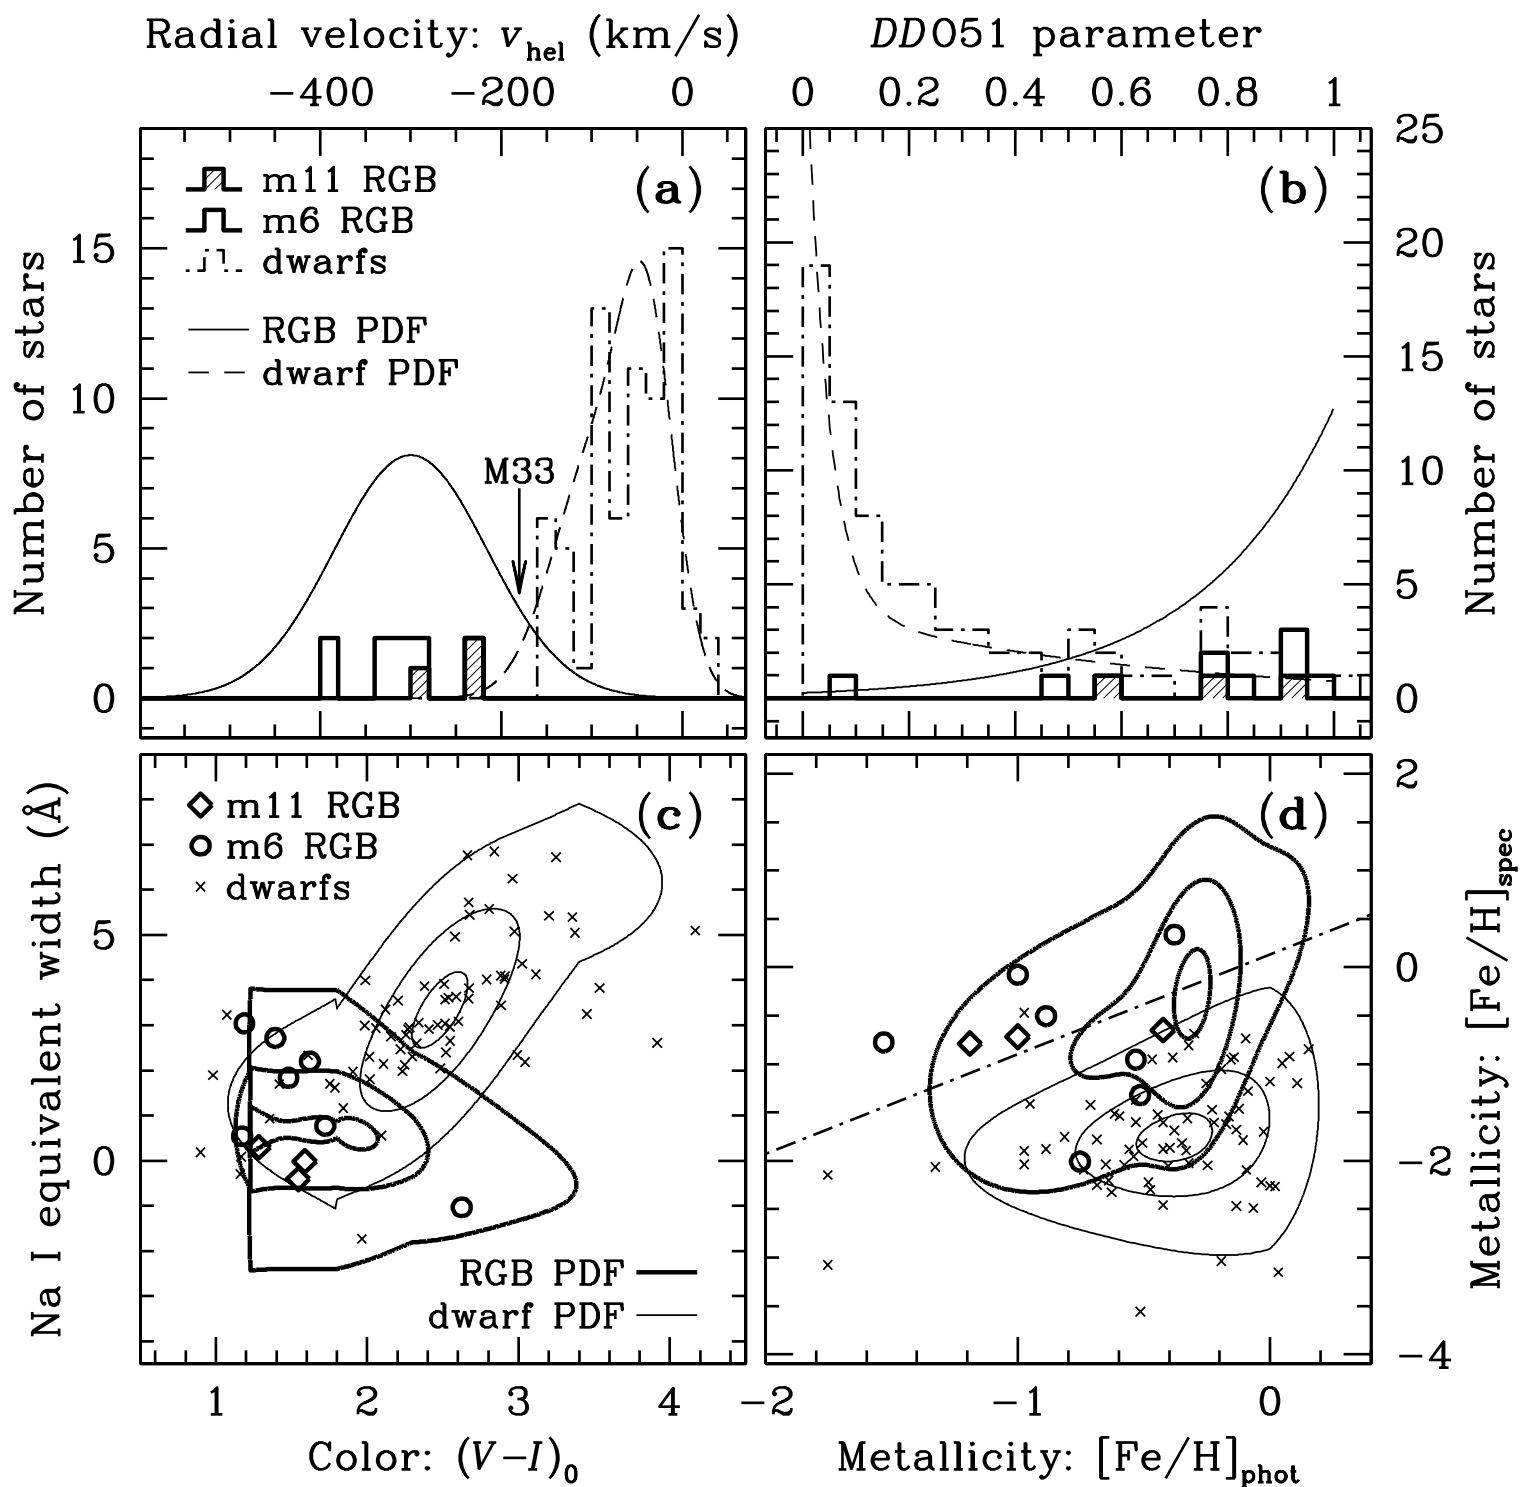 Radial velocity: v_hel (km/s)
DDO51 parameter
−400 −200 0
0 0.2 0.4 0.6 0.8 1
m11 RGB
m6 RGB
dwarfs
RGB PDF
dwarf PDF
(a)
M33
15
10
5
0
Number of stars
(b)
25
20
15
10
5
0
Number of stars
m11 RGB
m6 RGB
dwarfs
(c)
RGB PDF
dwarf PDF
5
0
Na I equivalent width (Å)
(d)
2
0
−2
−4
Metallicity: [Fe/H]_spec
1 2 3 4
−2 −1 0
Color: (V−I)_0
Metallicity: [Fe/H]_phot